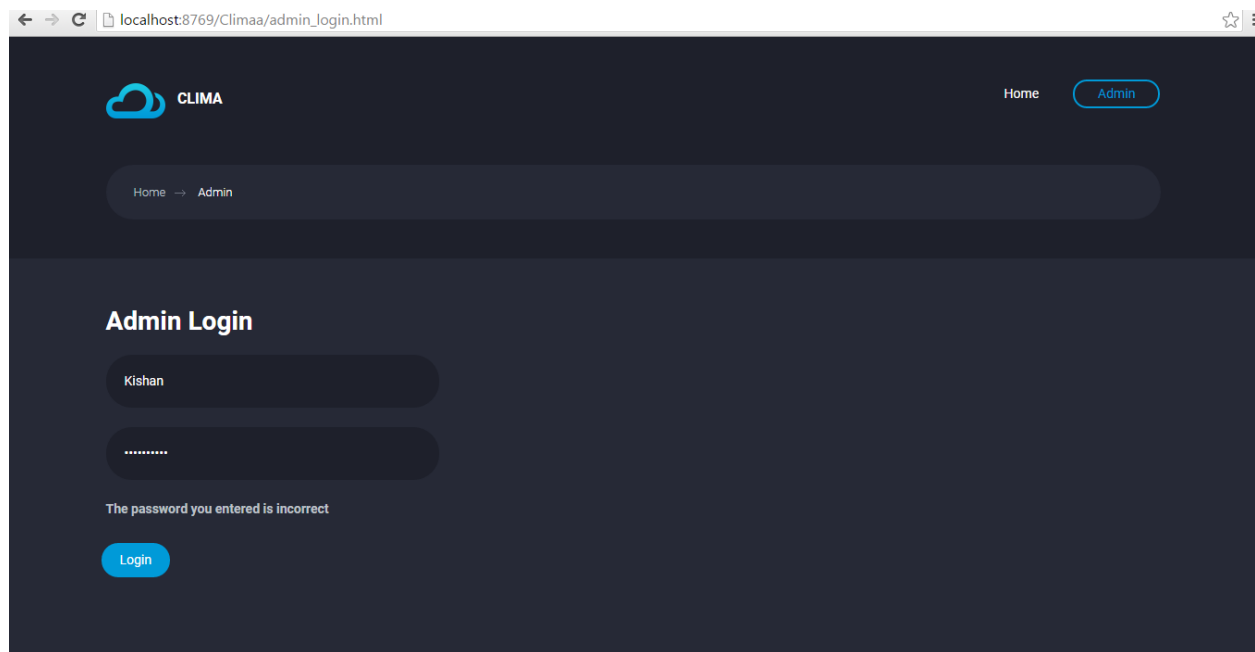 localhost:8769/Climaa/admin_login.html
CLIMA
Home
Admin
Home → Admin
Admin Login
Kishan
••••••••••
The password you entered is incorrect
Login